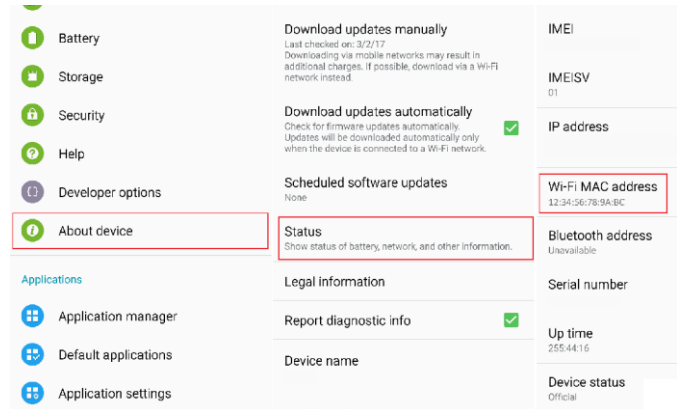 Battery
Storage
Security
Help
Developer options
About device
Applications
Application manager
Default applications
Application settings
Download updates manually
Last checked on: 3/2/17
Downloading via mobile networks may result in
additional charges. If possible, download via a Wi-Fi
network instead.
Download updates automatically
Check for firmware updates automatically.
Updates will be downloaded automatically only
when the device is connected to a Wi-Fi network.
Scheduled software updates
None
Status
Show status of battery, network, and other information.
Legal information
Report diagnostic info
Device name
IMEI
IMEISV
01
IP address
Wi-Fi MAC address
12:34:56:78:9A:BC
Bluetooth address
Unavailable
Serial number
Up time
255:44:16
Device status
Official